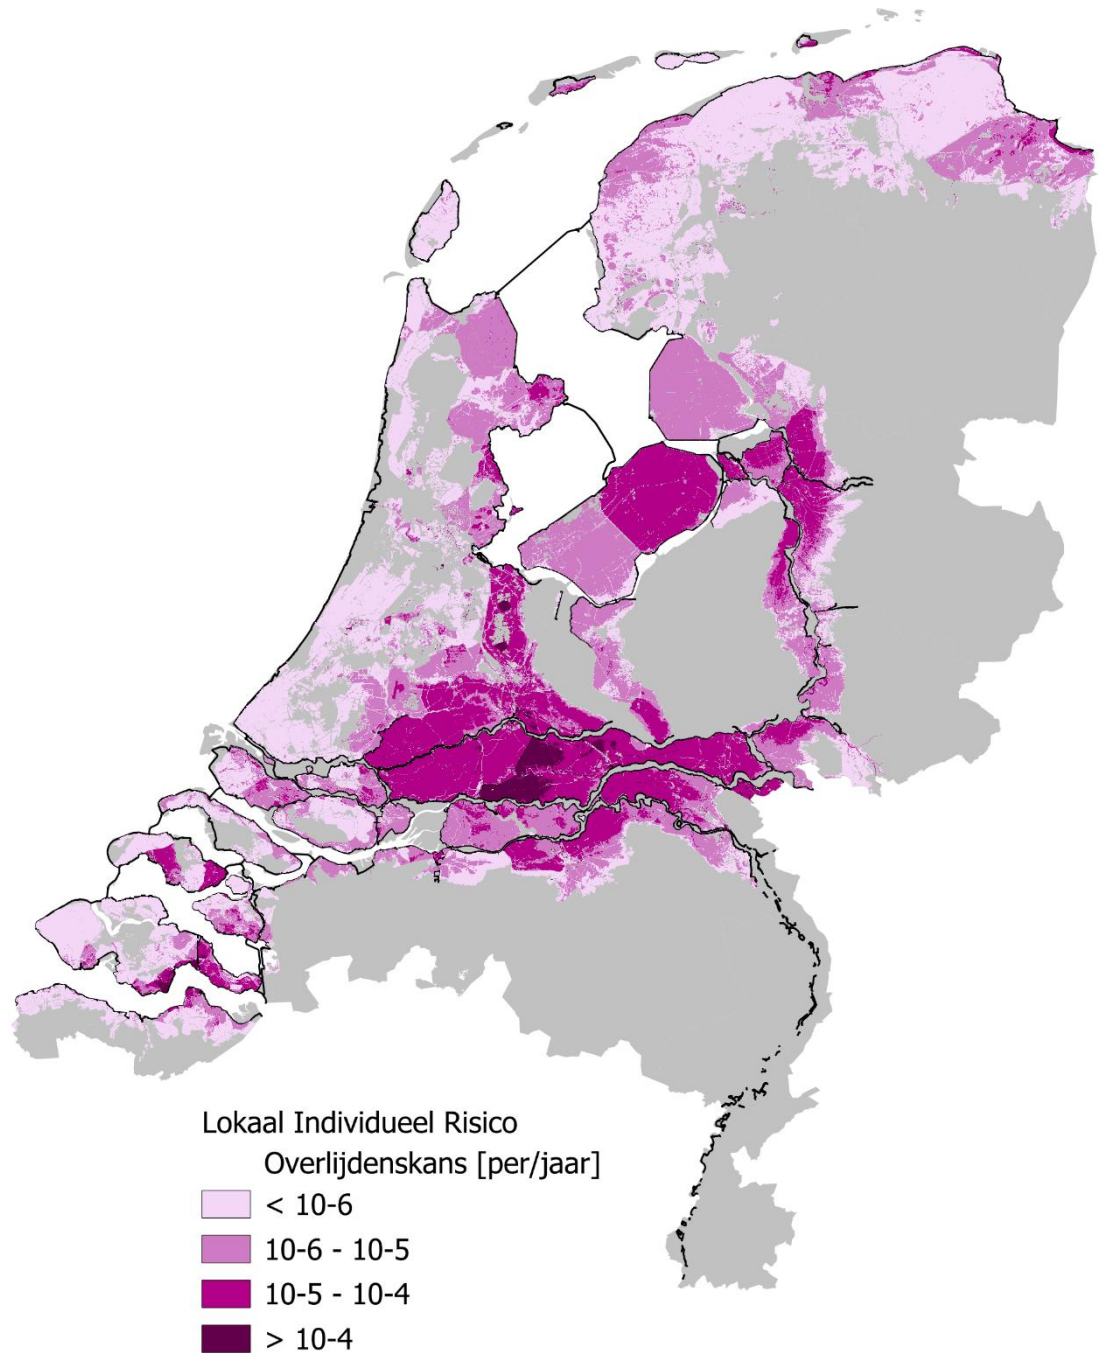 Lokaal Individueel Risico
Overlijdenskans [per/jaar]
< 10-6
10-6 - 10-5
10-5 - 10-4
> 10-4